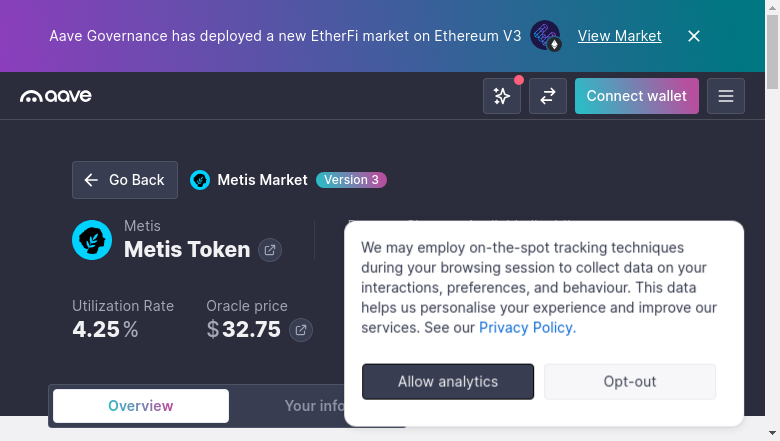 Aave Governance has deployed a new EtherFi market on Ethereum V3 View Market
aave
Connect wallet
Go Back
Metis Market
Version 3
Metis
Metis Token
Utilization Rate
4.25%
Oracle price
$32.75
We may employ on-the-spot tracking techniques
during your browsing session to collect data on your
interactions, preferences, and behaviour. This data
helps us personalise your experience and improve our
services. See our Privacy Policy.
Allow analytics
Opt-out
Overview
Your info